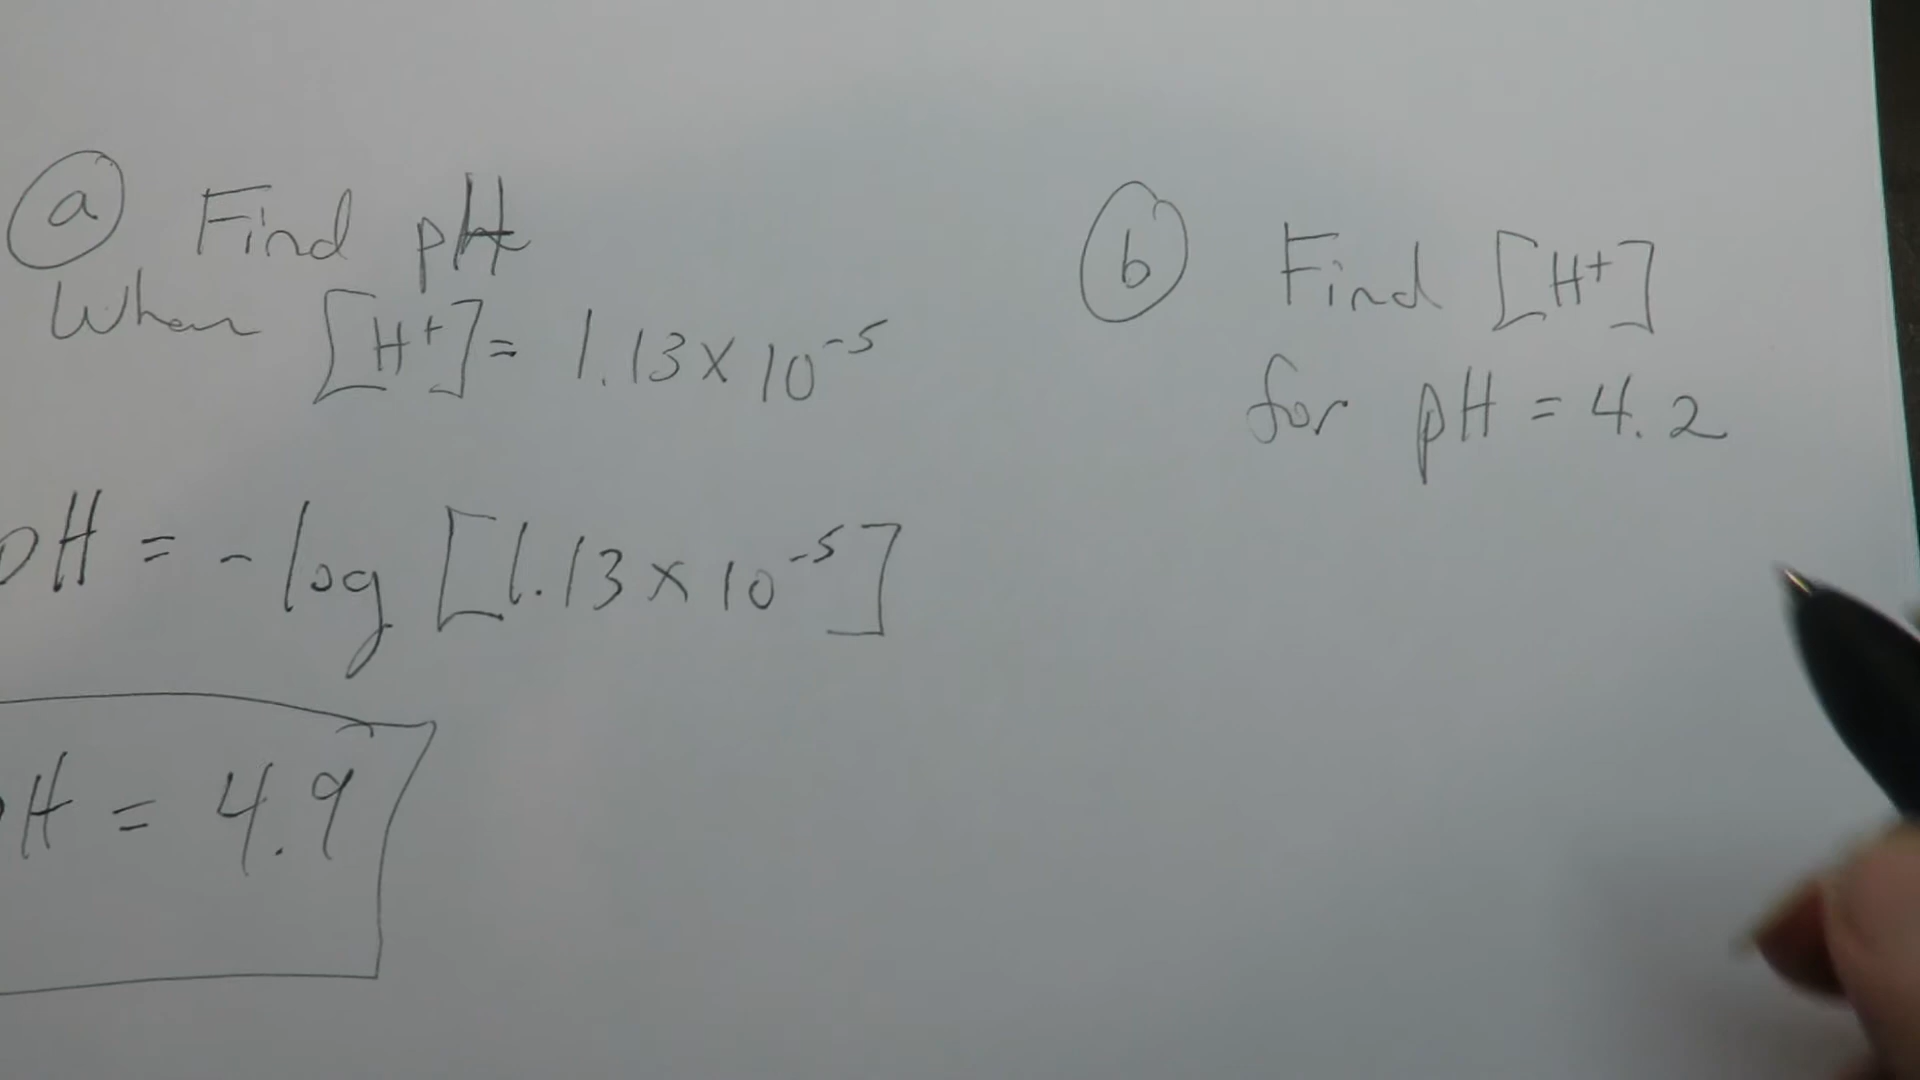 a Find pH
When [H+] = 1.13 x 10^-5
pH = - log [1.13 x 10^-5]
pH = 4.9
b Find [H+]
for pH = 4.2